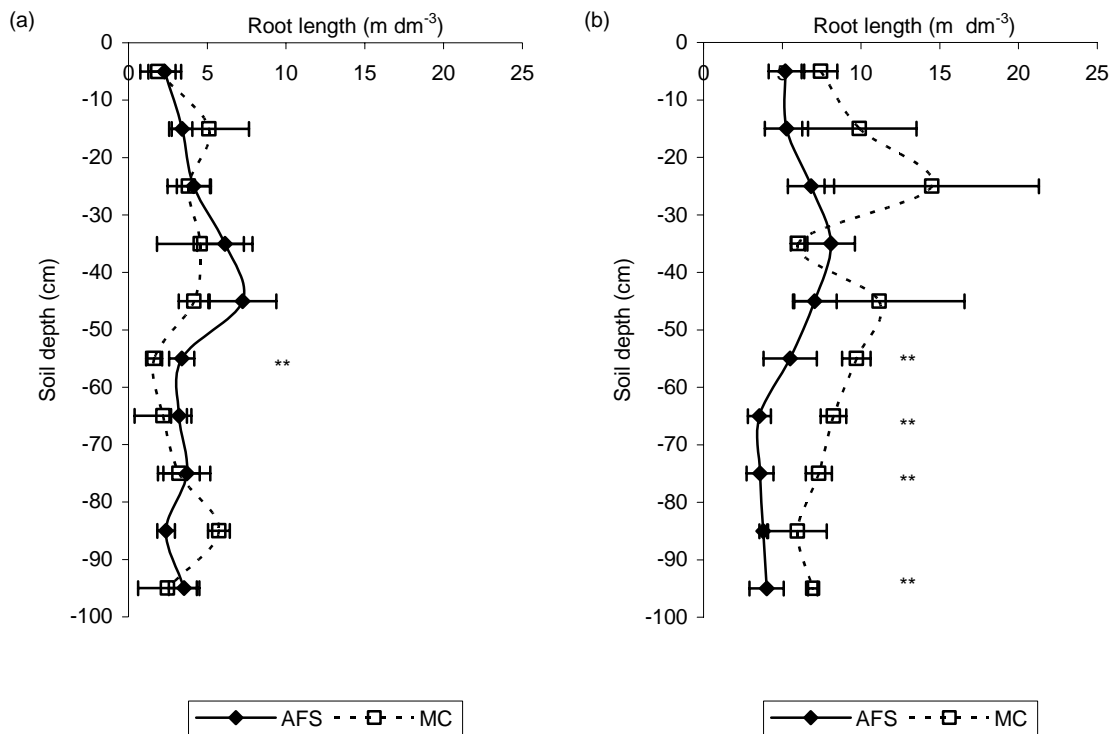 (a)
Root length (m dm-3)
0 5 10 15 20 25
0
-10
-20
-30
-40
-50
-60
-70
-80
-90
-100
Soil depth (cm)
**
AFS MC
(b)
Root length (m dm-3)
0 5 10 15 20 25
0
-10
-20
-30
-40
-50
-60
-70
-80
-90
-100
Soil depth (cm)
**
**
**
**
AFS MC